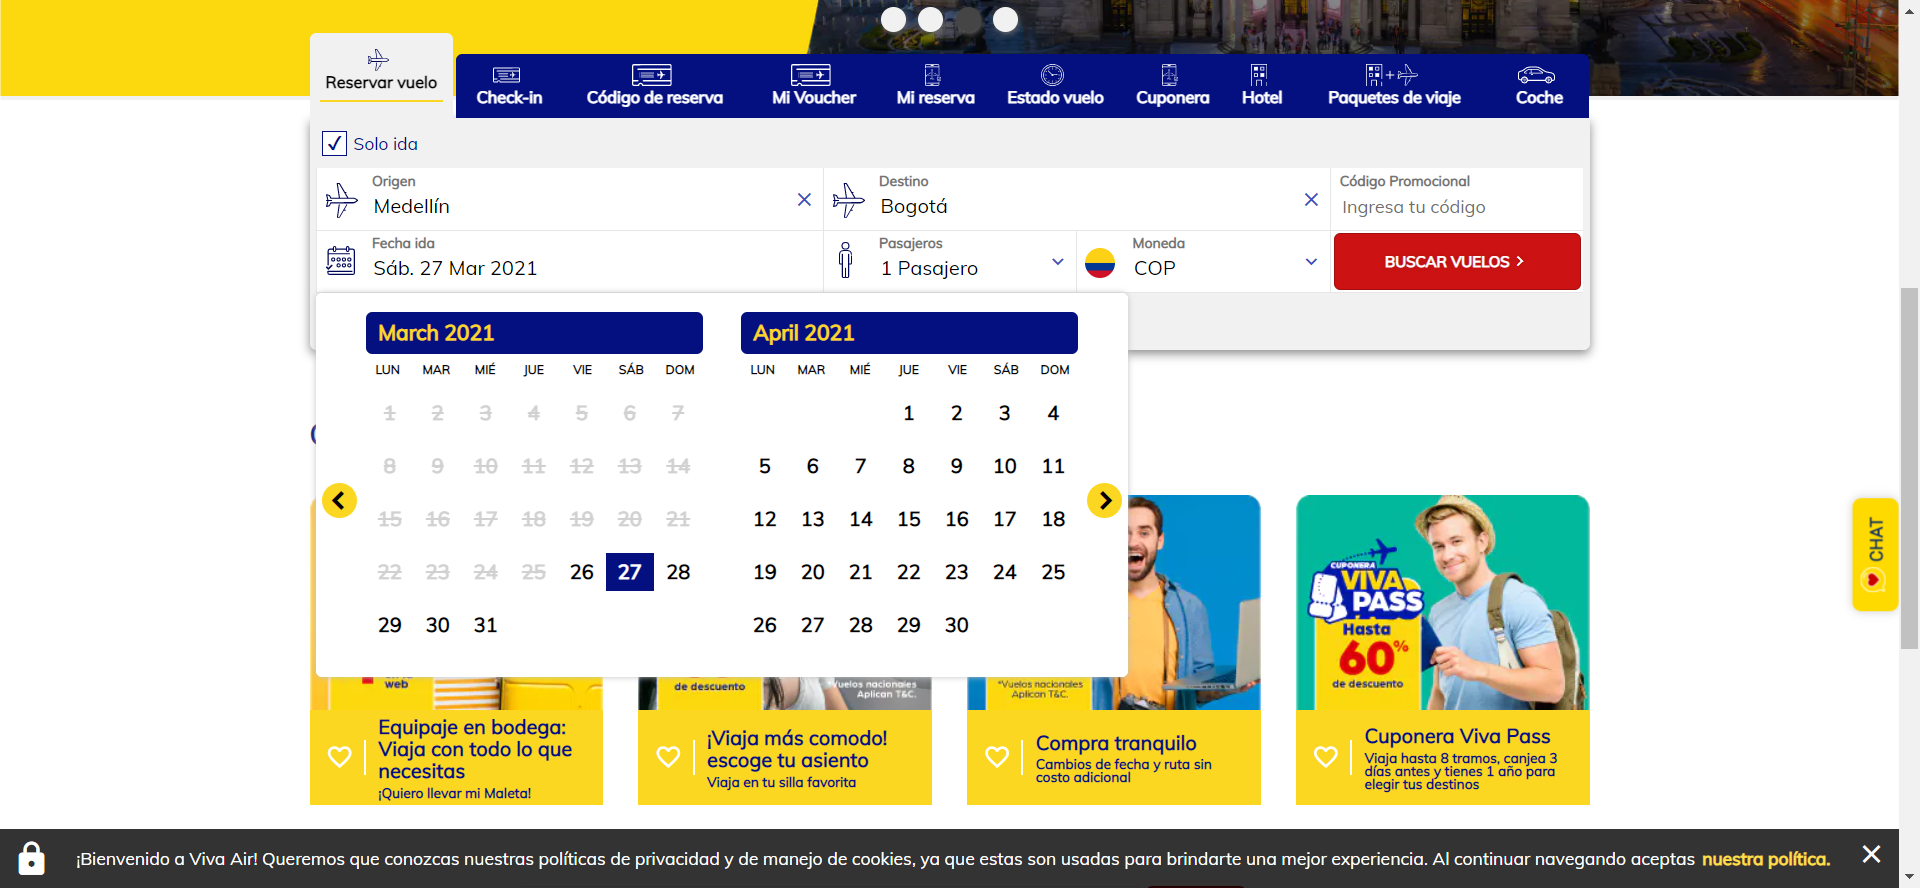 Reservar vuelo
Check-in
Código de reserva
Mi Voucher
Mi reserva
Estado vuelo
Cuponera
Hotel
Paquetes de viaje
Coche
Solo ida
Origen
Medellín
Destino
Bogotá
Código Promocional
Ingresa tu código
Fecha ida
Sáb. 27 Mar 2021
Pasajeros
1 Pasajero
Moneda
COP
BUSCAR VUELOS
March 2021
LUN MAR MIÉ JUE VIE SÁB DOM
1 2 3 4 5 6 7
8 9 10 11 12 13 14
15 16 17 18 19 20 21
22 23 24 25 26 27 28
29 30 31
April 2021
LUN MAR MIÉ JUE VIE SÁB DOM
1 2 3 4
5 6 7 8 9 10 11
12 13 14 15 16 17 18
19 20 21 22 23 24 25
26 27 28 29 30
CHAT
web
de descuento
*Vuelos nacionales
Aplican T&C.
*Vuelos nacionales
Aplican T&C.
CUPONERA
VIVA
PASS
Hasta
60%
de descuento
Equipaje en bodega:
Viaja con todo lo que
necesitas
¡Quiero llevar mi Maleta!
¡Viaja más comodo!
escoge tu asiento
Viaja en tu silla favorita
Compra tranquilo
Cambios de fecha y ruta sin
costo adicional
Cuponera Viva Pass
Viaja hasta 8 tramos, canjea 3
días antes y tienes 1 año para
elegir tus destinos
¡Bienvenido a Viva Air! Queremos que conozcas nuestras políticas de privacidad y de manejo de cookies, ya que estas son usadas para brindarte una mejor experiencia. Al continuar navegando aceptas nuestra política.